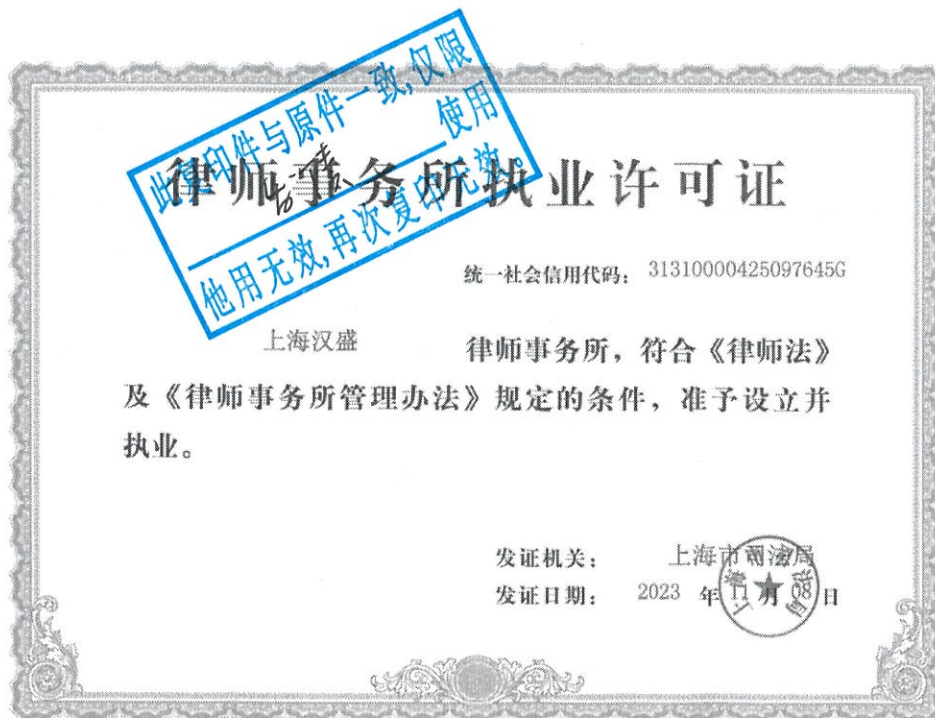 此复印件与原件一致,仅限
使用
他用无效,再次复印无效。
律师事务所执业许可证
统一社会信用代码: 31310000425097645G
上海汉盛 律师事务所，符合《律师法》
及《律师事务所管理办法》规定的条件，准予设立并
执业。
发证机关： 上海市司法局
发证日期： 2023 年 11 月 08 日